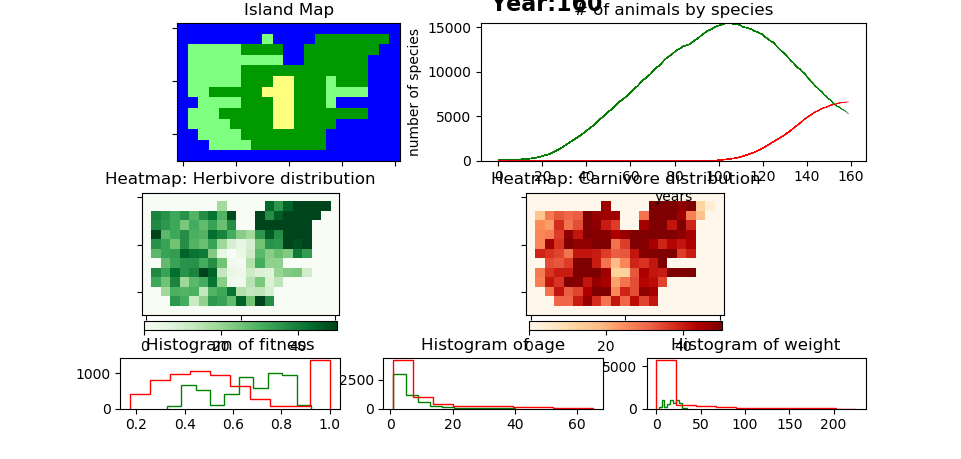 Year:160
Island Map
# of animals by species
number of species
15000
10000
5000
0
0 20 40 60 80 100 120 140 160
years
Heatmap: Herbivore distribution
Heatmap: Carnivore distribution
0 20 40
0 20 40
Histogram of fitness
Histogram of age
Histogram of weight
1000
0
0.2 0.4 0.6 0.8 1.0
2500
0
0 20 40 60
5000
0
0 50 100 150 200